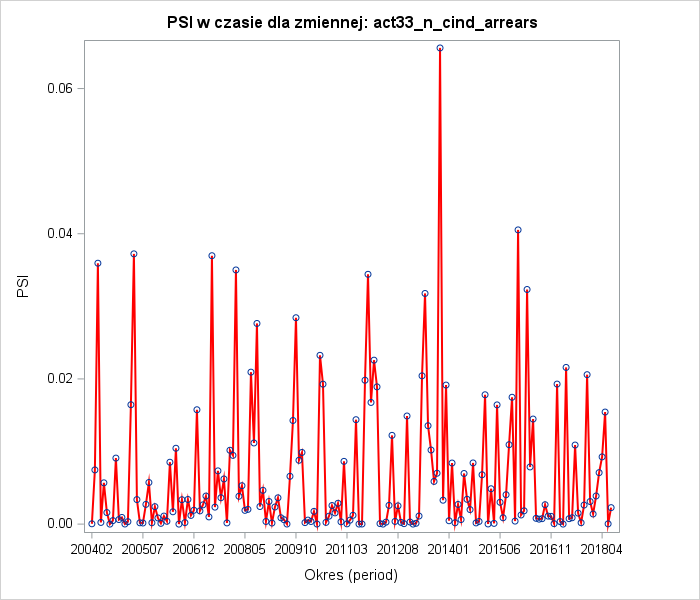 PSI w czasie dla zmiennej: act33_n_cind_arrears
0.06
0.04
0.02
0.00
PSI
200402 200507 200612 200805 200910 201103 201208 201401 201506 201611 201804
Okres (period)